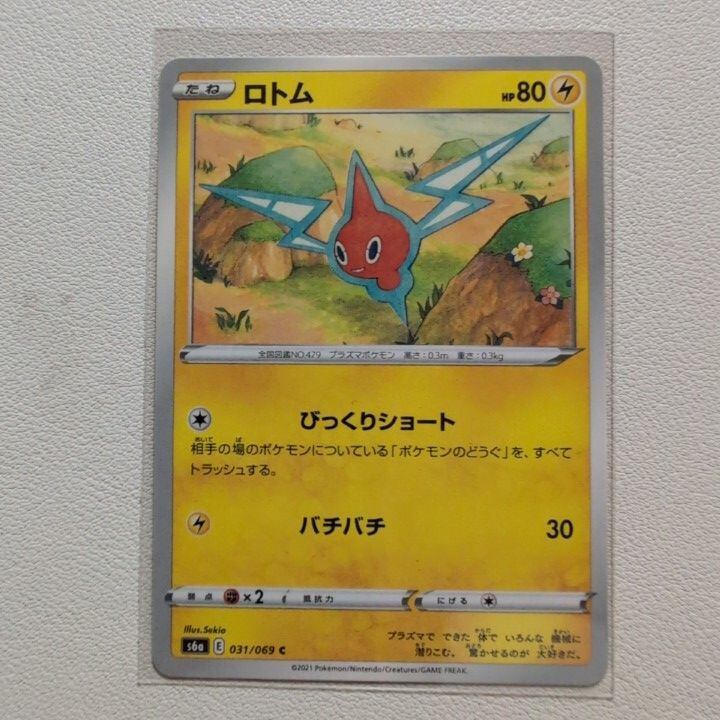 たね ロトム HP80
全国図鑑NO.479 プラズマポケモン 高さ:0.3m 重さ:0.3kg
びっくりショート
相手の場のポケモンについている「ポケモンのどうぐ」を、すべて
トラッシュする。
バチバチ 30
弱点 ×2 抵抗力 にげる
Illus.Sekio
s6a E 031/069 C
プラズマで できた 体で いろんな 機械に
潜りこむ。 驚かせるのが 大好きだ。
©2021 Pokémon/Nintendo/Creatures/GAME FREAK.